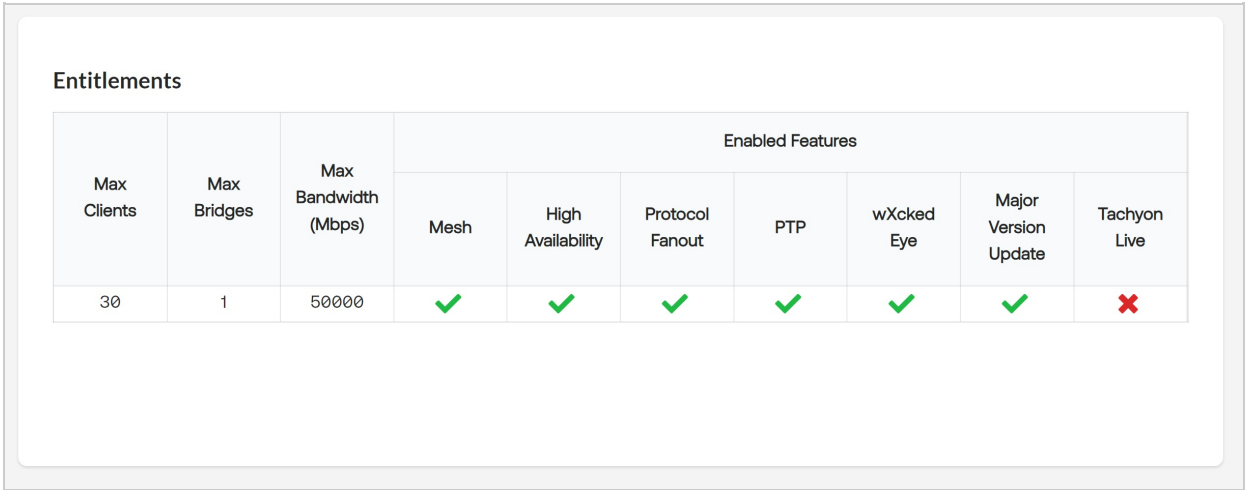 Entitlements
Enabled Features
Max
Clients
Max
Bridges
Max
Bandwidth
(Mbps)
Mesh
High
Availability
Protocol
Fanout
PTP
wXcked
Eye
Major
Version
Update
Tachyon
Live
30
1
50000